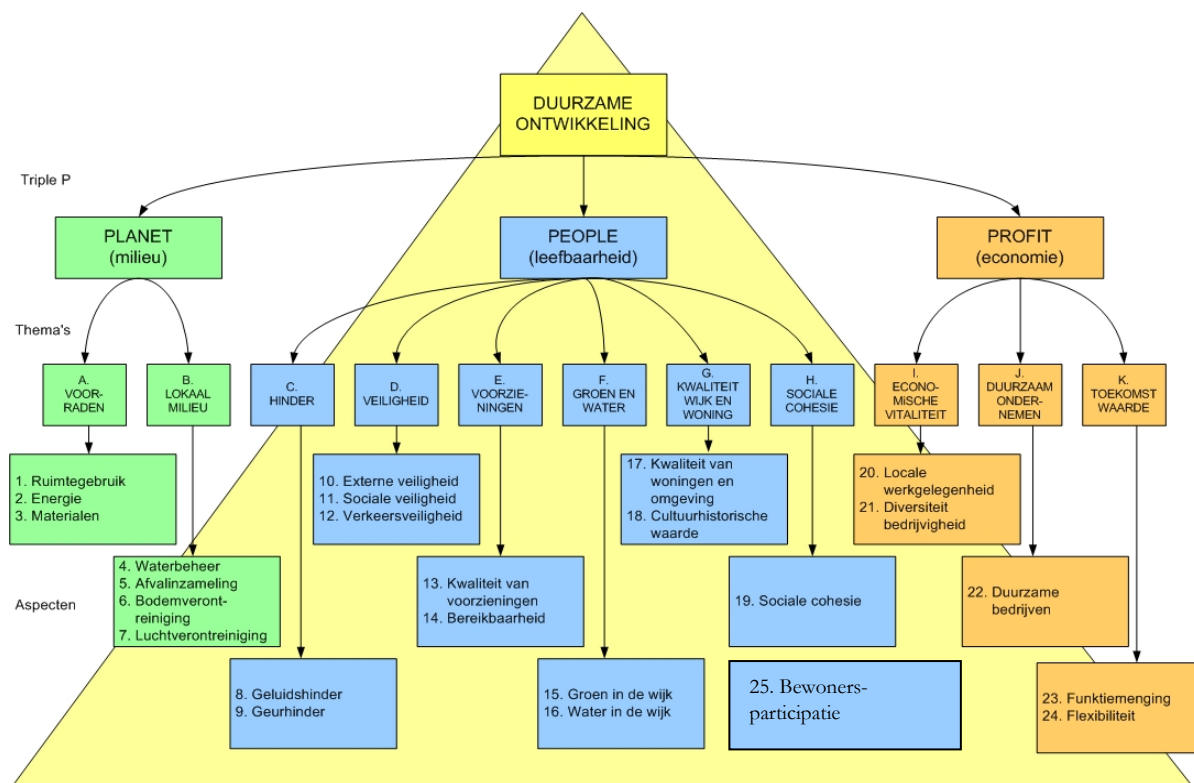 DUURZAME
ONTWIKKELING
Triple P
PLANET
(milieu)
PEOPLE
(leefbaarheid)
PROFIT
(economie)
Thema's
A.
VOOR-
RADEN
B.
LOKAAL
MILIEU
C.
HINDER
D.
VEILIGHEID
E.
VOORZIE-
NINGEN
F.
GROEN EN
WATER
G.
KWALITEIT
WIJK EN
WONING
H.
SOCIALE
COHESIE
I.
ECONO-
MISCHE
VITALITEIT
J.
DUURZAAM
ONDER-
NEMEN
K.
TOEKOMST
WAARDE
1. Ruimtegebruik
2. Energie
3. Materialen
10. Externe veiligheid
11. Sociale veiligheid
12. Verkeersveiligheid
17. Kwaliteit van
woningen en
omgeving
18. Cultuurhistorische
waarde
20. Locale
werkgelegenheid
21. Diversiteit
bedrijvigheid
Aspecten
4. Waterbeheer
5. Afvalinzameling
6. Bodemveront-
reiniging
7. Luchtverontreiniging
13. Kwaliteit van
voorzieningen
14. Bereikbaarheid
19. Sociale cohesie
22. Duurzame
bedrijven
8. Geluidshinder
9. Geurhinder
15. Groen in de wijk
16. Water in de wijk
25. Bewoners-
participatie
23. Funktiemenging
24. Flexibiliteit